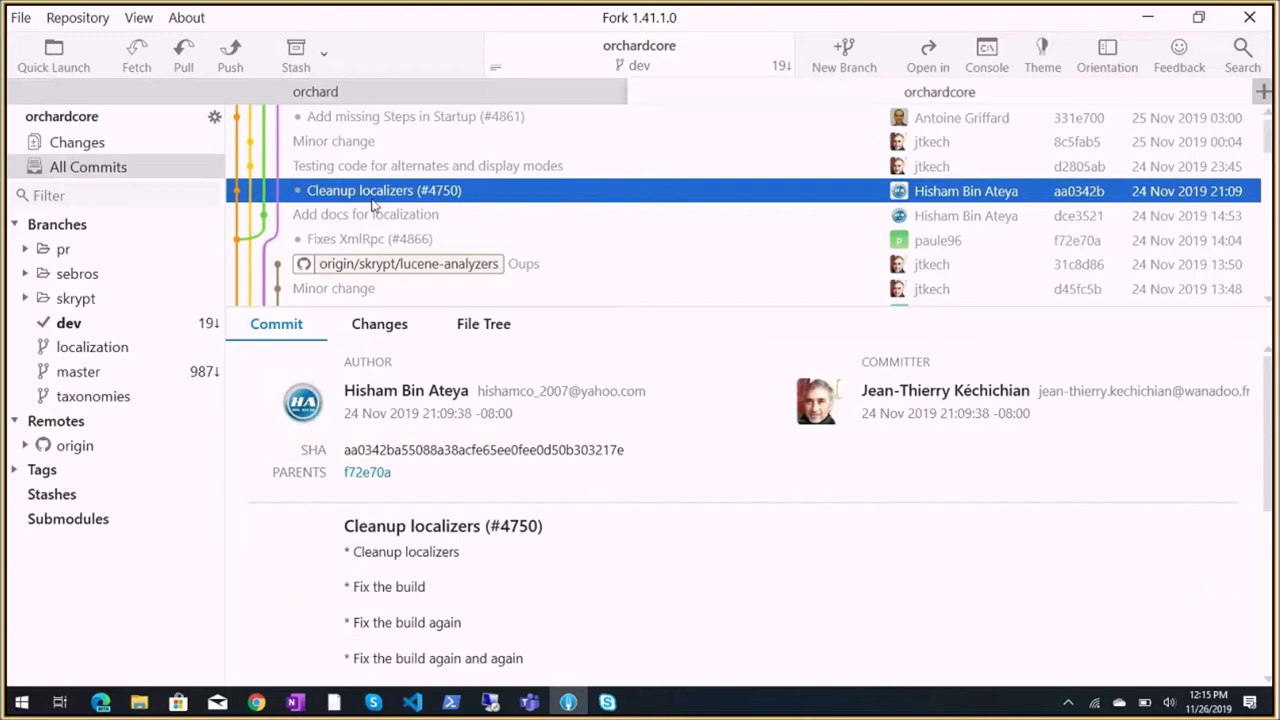 File Repository View About Fork 1.41.1.0
Quick Launch Fetch Pull Push Stash orchardcore dev 19↓ New Branch Open in Console Theme Orientation Feedback Search
orchard orchardcore
orchardcore
Changes
All Commits
Filter
Branches
pr
sebros
skrypt
dev 19↓
localization
master 987↓
taxonomies
Remotes
origin
Tags
Stashes
Submodules
Add missing Steps in Startup (#4861) Antoine Griffard 331e700 25 Nov 2019 03:00
Minor change jtkech 8c5fab5 25 Nov 2019 00:04
Testing code for alternates and display modes jtkech d2805ab 24 Nov 2019 23:45
Cleanup localizers (#4750) Hisham Bin Ateya aa0342b 24 Nov 2019 21:09
Add docs for localization Hisham Bin Ateya dce3521 24 Nov 2019 14:53
Fixes XmlRpc (#4866) paule96 f72e70a 24 Nov 2019 14:04
origin/skrypt/lucene-analyzers Oups jtkech 31c8d86 24 Nov 2019 13:50
Minor change jtkech d45fc5b 24 Nov 2019 13:48
Commit Changes File Tree
AUTHOR COMMITTER
HA Hisham Bin Ateya hishamco_2007@yahoo.com Jean-Thierry Kéchichian jean-thierry.kechichian@wanadoo.fr
24 Nov 2019 21:09:38 -08:00 24 Nov 2019 21:09:38 -08:00
SHA aa0342ba55088a38acfe65ee0fee0d50b303217e
PARENTS f72e70a
Cleanup localizers (#4750)
* Cleanup localizers
* Fix the build
* Fix the build again
* Fix the build again and again
12:15 PM
11/26/2019